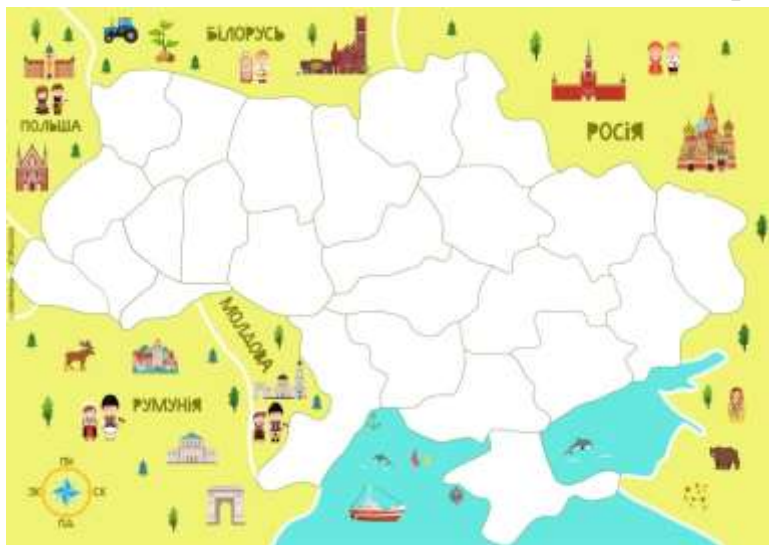 БІЛОРУСЬ
ПОЛЬЩА
РОСІЯ
МОЛДОВА
РУМУНІЯ
ПН
ЗХ
СХ
ПД